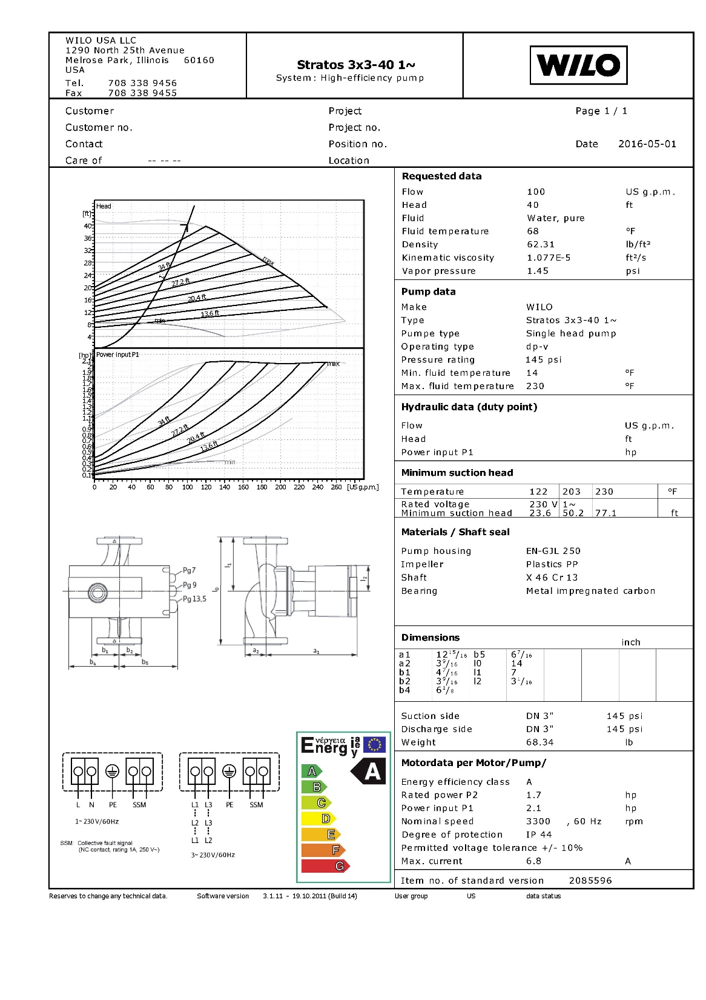 WILO USA LLC
1290 North 25th Avenue
Melrose Park, Illinois 60160
USA
Tel. 708 338 9456
Fax 708 338 9455
Stratos 3x3-40 1~
System: High-efficiency pump
WILO
Customer
Customer no.
Contact
Care of -- -- --
Project
Project no.
Position no.
Location
Page 1 / 1
Date 2016-05-01
Head
[ft]
40
36
32
28
24
20
16
12
8
4
1
34 ft
27,2 ft
20,4 ft
13,6 ft
max
min
[hp]
Power input P1
2.1
2
1.9
1.8
1.7
1.6
1.5
1.4
1.3
1.2
1.1
1
0.9
0.8
0.7
0.6
0.5
0.4
0.3
0.2
0.1
34 ft
27,2 ft
20,4 ft
13,6 ft
max
min
0 20 40 60 80 100 120 140 160 180 200 220 240 260 [US g.p.m.]
Pg7
Pg9
Pg13,5
b1 b2
b4 b5
l0
l1
l2
a2 a1
L N PE SSM
1~ 230 V/60Hz
SSM: Collective fault signal
(NC contact, rating 1A, 250 V~)
L1 L3 PE SSM
L2 L3
L1 L2
3~ 230 V/60Hz
Energ
νέργεια
ia
ie
y
A
A
B
C
D
E
F
G
Requested data
Flow 100 US g.p.m.
Head 40 ft
Fluid Water, pure
Fluid temperature 68 °F
Density 62.31 lb/ft³
Kinematic viscosity 1.077E-5 ft²/s
Vapor pressure 1.45 psi
Pump data
Make WILO
Type Stratos 3x3-40 1~
Pumpe type Single head pump
Operating type dp-v
Pressure rating 145 psi
Min. fluid temperature 14 °F
Max. fluid temperature 230 °F
Hydraulic data (duty point)
Flow US g.p.m.
Head ft
Power input P1 hp
Minimum suction head
Temperature 122 203 230 °F
Rated voltage 230 V 1~
Minimum suction head 23.6 50.2 77.1 ft
Materials / Shaft seal
Pump housing EN-GJL 250
Impeller Plastics PP
Shaft X 46 Cr 13
Bearing Metal impregnated carbon
Dimensions inch
a1 12 15/16 b5 6 7/16
a2 3 9/16 l0 14
b1 4 7/16 l1 7
b2 3 9/16 l2 3 1/16
b4 6 1/8
Suction side DN 3" 145 psi
Discharge side DN 3" 145 psi
Weight 68.34 lb
Motordata per Motor/Pump/
Energy efficiency class A
Rated power P2 1.7 hp
Power input P1 2.1 hp
Nominal speed 3300 , 60 Hz rpm
Degree of protection IP 44
Permitted voltage tolerance +/- 10%
Max. current 6.8 A
Item no. of standard version 2085596
Reserves to change any technical data. Software version 3.1.11 - 19.10.2011 (Build 14) User group US data status